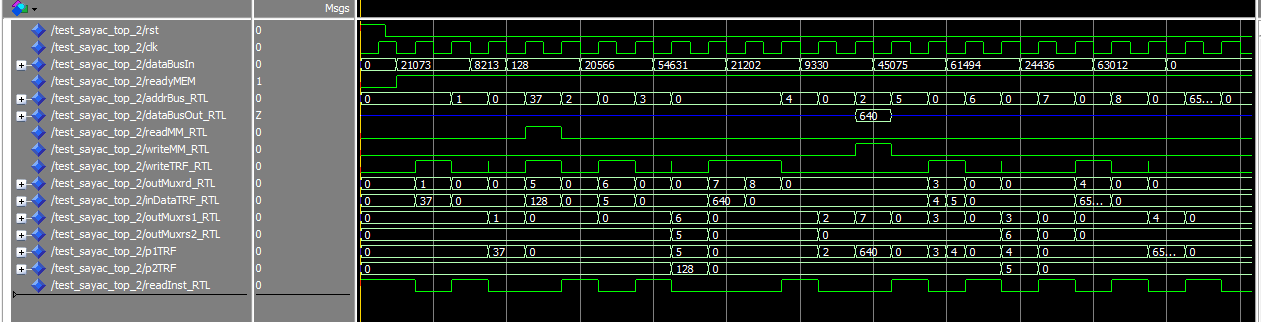 Msgs
/test_sayac_top_2/rst 0
/test_sayac_top_2/clk 0
/test_sayac_top_2/dataBusIn 0 0 21073 8213 128 20566 54631 21202 9330 45075 61494 24436 63012 0
/test_sayac_top_2/readyMEM 1
/test_sayac_top_2/addrBus_RTL 0 0 1 0 37 2 0 3 0 4 0 2 5 0 6 0 7 0 8 0 65... 0
/test_sayac_top_2/dataBusOut_RTL Z 640
/test_sayac_top_2/readMM_RTL 0
/test_sayac_top_2/writeMM_RTL 0
/test_sayac_top_2/writeTRF_RTL 0
/test_sayac_top_2/outMuxrd_RTL 0 0 1 0 0 5 0 6 0 0 7 8 0 3 0 0 4 0 0
/test_sayac_top_2/inDataTRF_RTL 0 0 37 0 128 0 5 0 640 0 4 5 0 65... 0
/test_sayac_top_2/outMuxrs1_RTL 0 0 1 0 0 6 0 2 7 0 3 0 3 0 0 4 0
/test_sayac_top_2/outMuxrs2_RTL 0 0 5 0 0 6 0 0
/test_sayac_top_2/p1TRF 0 0 37 0 5 0 2 640 0 3 4 0 4 0 65... 0
/test_sayac_top_2/p2TRF 0 0 128 0 5 0
/test_sayac_top_2/readInst_RTL 0